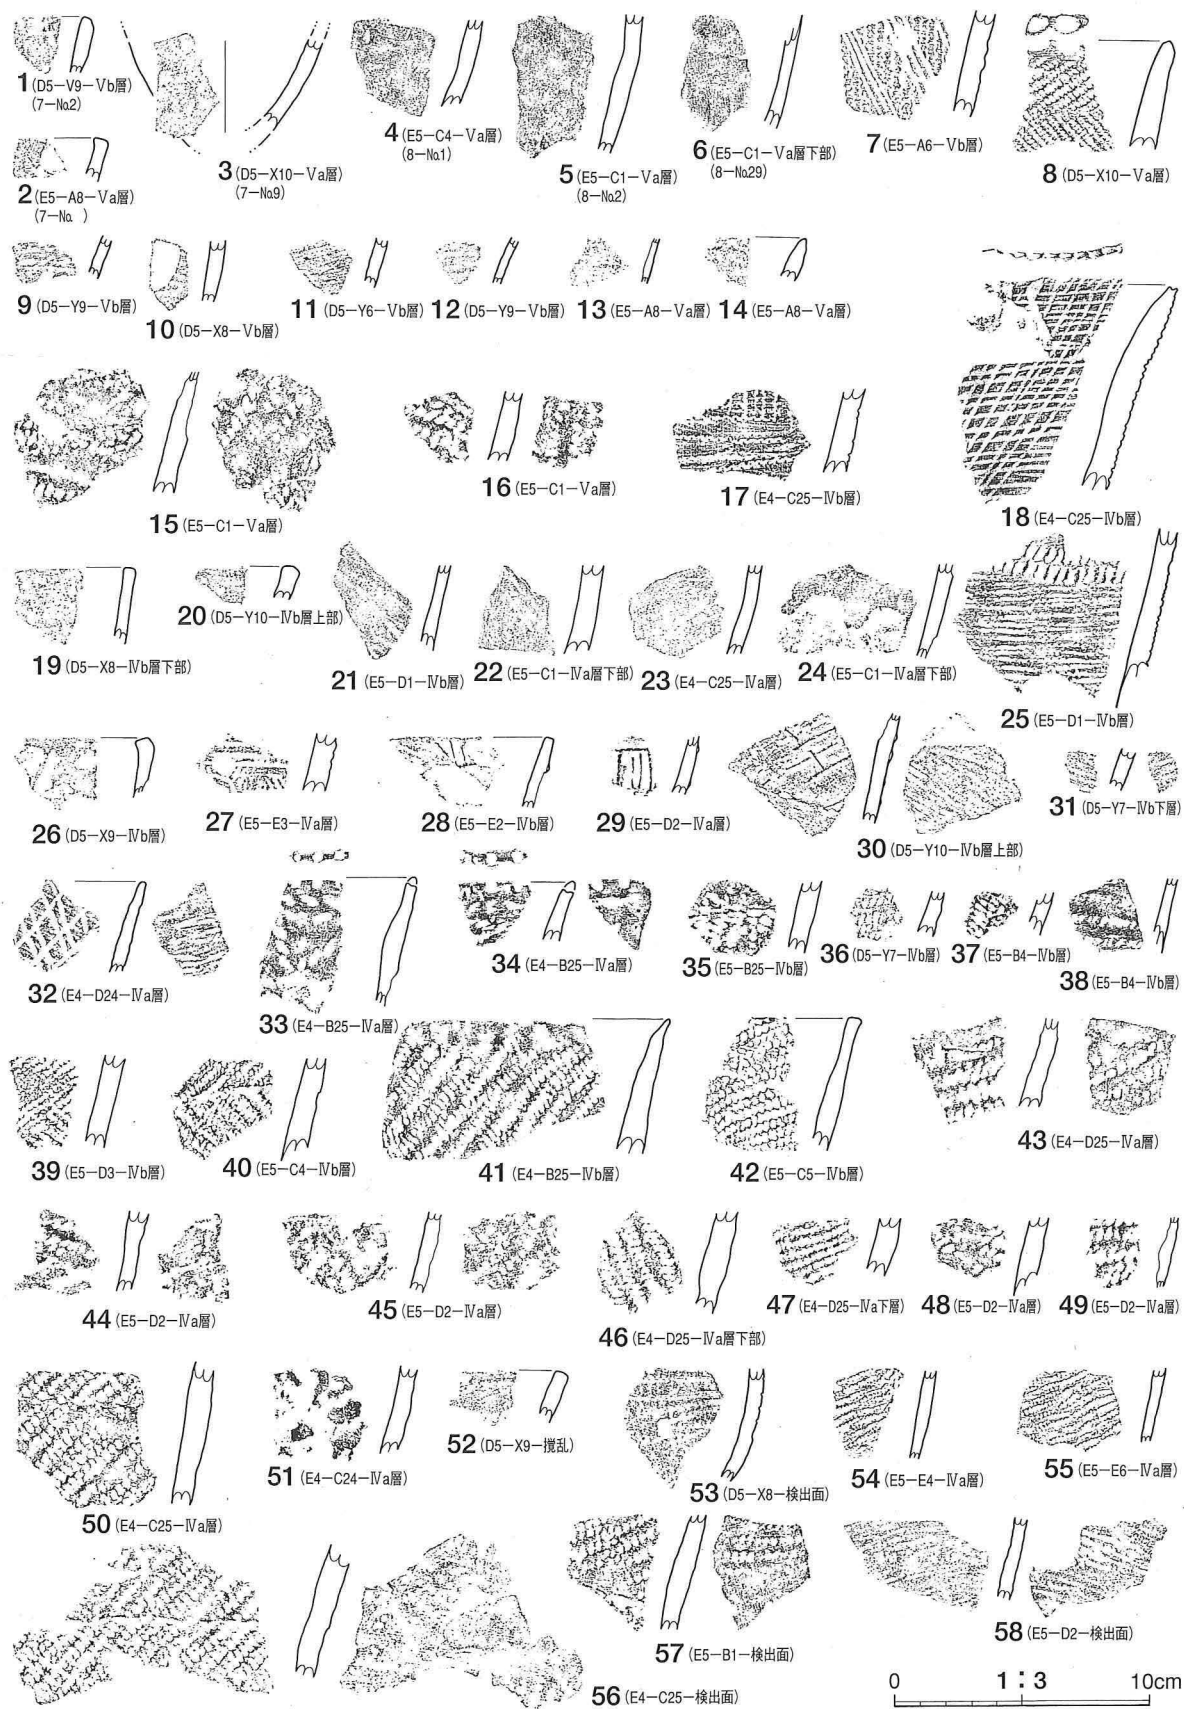 1 (D5-V9-Vb層)
(7-No.2)
2 (E5-A8-Va層)
(7-No. )
3 (D5-X10-Va層)
(7-No.9)
4 (E5-C4-Va層)
(8-No.1)
5 (E5-C1-Va層)
(8-No.2)
6 (E5-C1-Va層下部)
(8-No.29)
7 (E5-A6-Vb層)
8 (D5-X10-Va層)
9 (D5-Y9-Vb層)
10 (D5-X8-Vb層)
11 (D5-Y6-Vb層)
12 (D5-Y9-Vb層)
13 (E5-A8-Va層)
14 (E5-A8-Va層)
15 (E5-C1-Va層)
16 (E5-C1-Va層)
17 (E4-C25-Ⅳb層)
18 (E4-C25-Ⅳb層)
19 (D5-X8-Ⅳb層下部)
20 (D5-Y10-Ⅳb層上部)
21 (E5-D1-Ⅳb層)
22 (E5-C1-Ⅳa層下部)
23 (E4-C25-Ⅳa層)
24 (E5-C1-Ⅳa層下部)
25 (E5-D1-Ⅳb層)
26 (D5-X9-Ⅳb層)
27 (E5-E3-Ⅳa層)
28 (E5-E2-Ⅳb層)
29 (E5-D2-Ⅳa層)
30 (D5-Y10-Ⅳb層上部)
31 (D5-Y7-Ⅳb下層)
32 (E4-D24-Ⅳa層)
33 (E4-B25-Ⅳa層)
34 (E4-B25-Ⅳa層)
35 (E5-B25-Ⅳb層)
36 (D5-Y7-Ⅳb層)
37 (E5-B4-Ⅳb層)
38 (E5-B4-Ⅳb層)
39 (E5-D3-Ⅳb層)
40 (E5-C4-Ⅳb層)
41 (E4-B25-Ⅳb層)
42 (E5-C5-Ⅳb層)
43 (E4-D25-Ⅳa層)
44 (E5-D2-Ⅳa層)
45 (E5-D2-Ⅳa層)
46 (E4-D25-Ⅳa層下部)
47 (E4-D25-Ⅳa下層)
48 (E5-D2-Ⅳa層)
49 (E5-D2-Ⅳa層)
50 (E4-C25-Ⅳa層)
51 (E4-C24-Ⅳa層)
52 (D5-X9-撹乱)
53 (D5-X8-検出面)
54 (E5-E4-Ⅳa層)
55 (E5-E6-Ⅳa層)
56 (E4-C25-検出面)
57 (E5-B1-検出面)
58 (E5-D2-検出面)
0 1:3 10cm